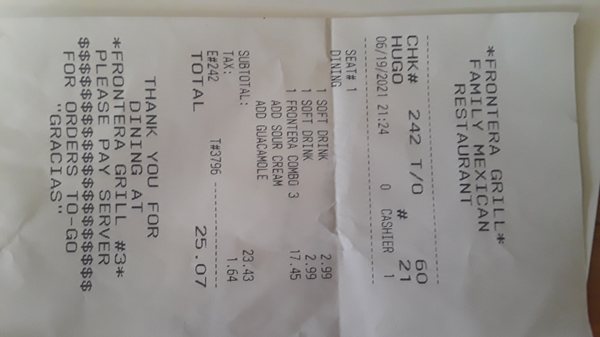 *FRONTERA GRILL*
FAMILY MEXICAN
RESTAURANT
CHK# 242 T/O # 60
HUGO 21
06/19/2021 21:24 0 CASHIER 1
SEAT# 1
DINING
1 SOFT DRINK 2.99
1 SOFT DRINK 2.99
1 FRONTERA COMBO 3 17.45
ADD SOUR CREAM
ADD GUACAMOLE
SUBTOTAL: 23.43
TAX: 1.64
E#242 T#3796
TOTAL 25.07
THANK YOU FOR
DINING AT
*FRONTERA GRILL #3*
PLEASE PAY SERVER
$$$$$$$$$$$$$$$$$$$$
FOR ORDERS TO-GO
"GRACIAS"